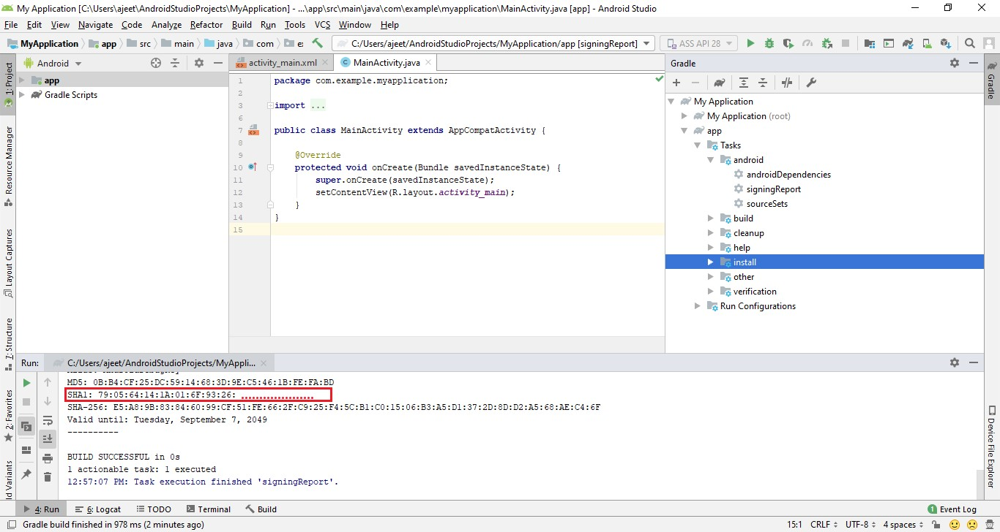 My Application [C:\Users\ajeet\AndroidStudioProjects\MyApplication] - ...\app\src\main\java\com\example\myapplication\MainActivity.java [app] - Android Studio
File Edit View Navigate Code Analyze Refactor Build Run Tools VCS Window Help
MyApplication app src main java com C:/Users/ajeet/AndroidStudioProjects/MyApplication/app [signingReport] ASS API 28
1: Project
Resource Manager
Layout Captures
7: Structure
2: Favorites
ld Variants
Android
app
Gradle Scripts
activity_main.xml MainActivity.java
1 package com.example.myapplication;
2
3 import ...
6
7 public class MainActivity extends AppCompatActivity {
8
9 @Override
10 protected void onCreate(Bundle savedInstanceState) {
11 super.onCreate(savedInstanceState);
12 setContentView(R.layout.activity_main);
13 }
14 }
15
Gradle
My Application
My Application (root)
app
Tasks
android
androidDependencies
signingReport
sourceSets
build
cleanup
help
install
other
verification
Run Configurations
Gradle
Device File Explorer
Run: C:/Users/ajeet/AndroidStudioProjects/MyAppli...
MD5: 0B:B4:CF:25:DC:59:14:68:3D:9E:C5:46:1B:FE:FA:BD
SHA1: 79:05:64:14:1A:01:6F:93:26: ....................
SHA-256: E5:A8:9B:83:84:60:99:CF:51:FE:66:2F:C9:25:F4:5C:B1:C0:15:06:B3:A5:D1:37:2D:8D:D2:A5:68:AE:C4:6F
Valid until: Tuesday, September 7, 2049
----------
BUILD SUCCESSFUL in 0s
1 actionable task: 1 executed
12:57:07 PM: Task execution finished 'signingReport'.
4: Run 6: Logcat TODO Terminal Build 1 Event Log
Gradle build finished in 978 ms (2 minutes ago) 15:1 CRLF UTF-8 4 spaces